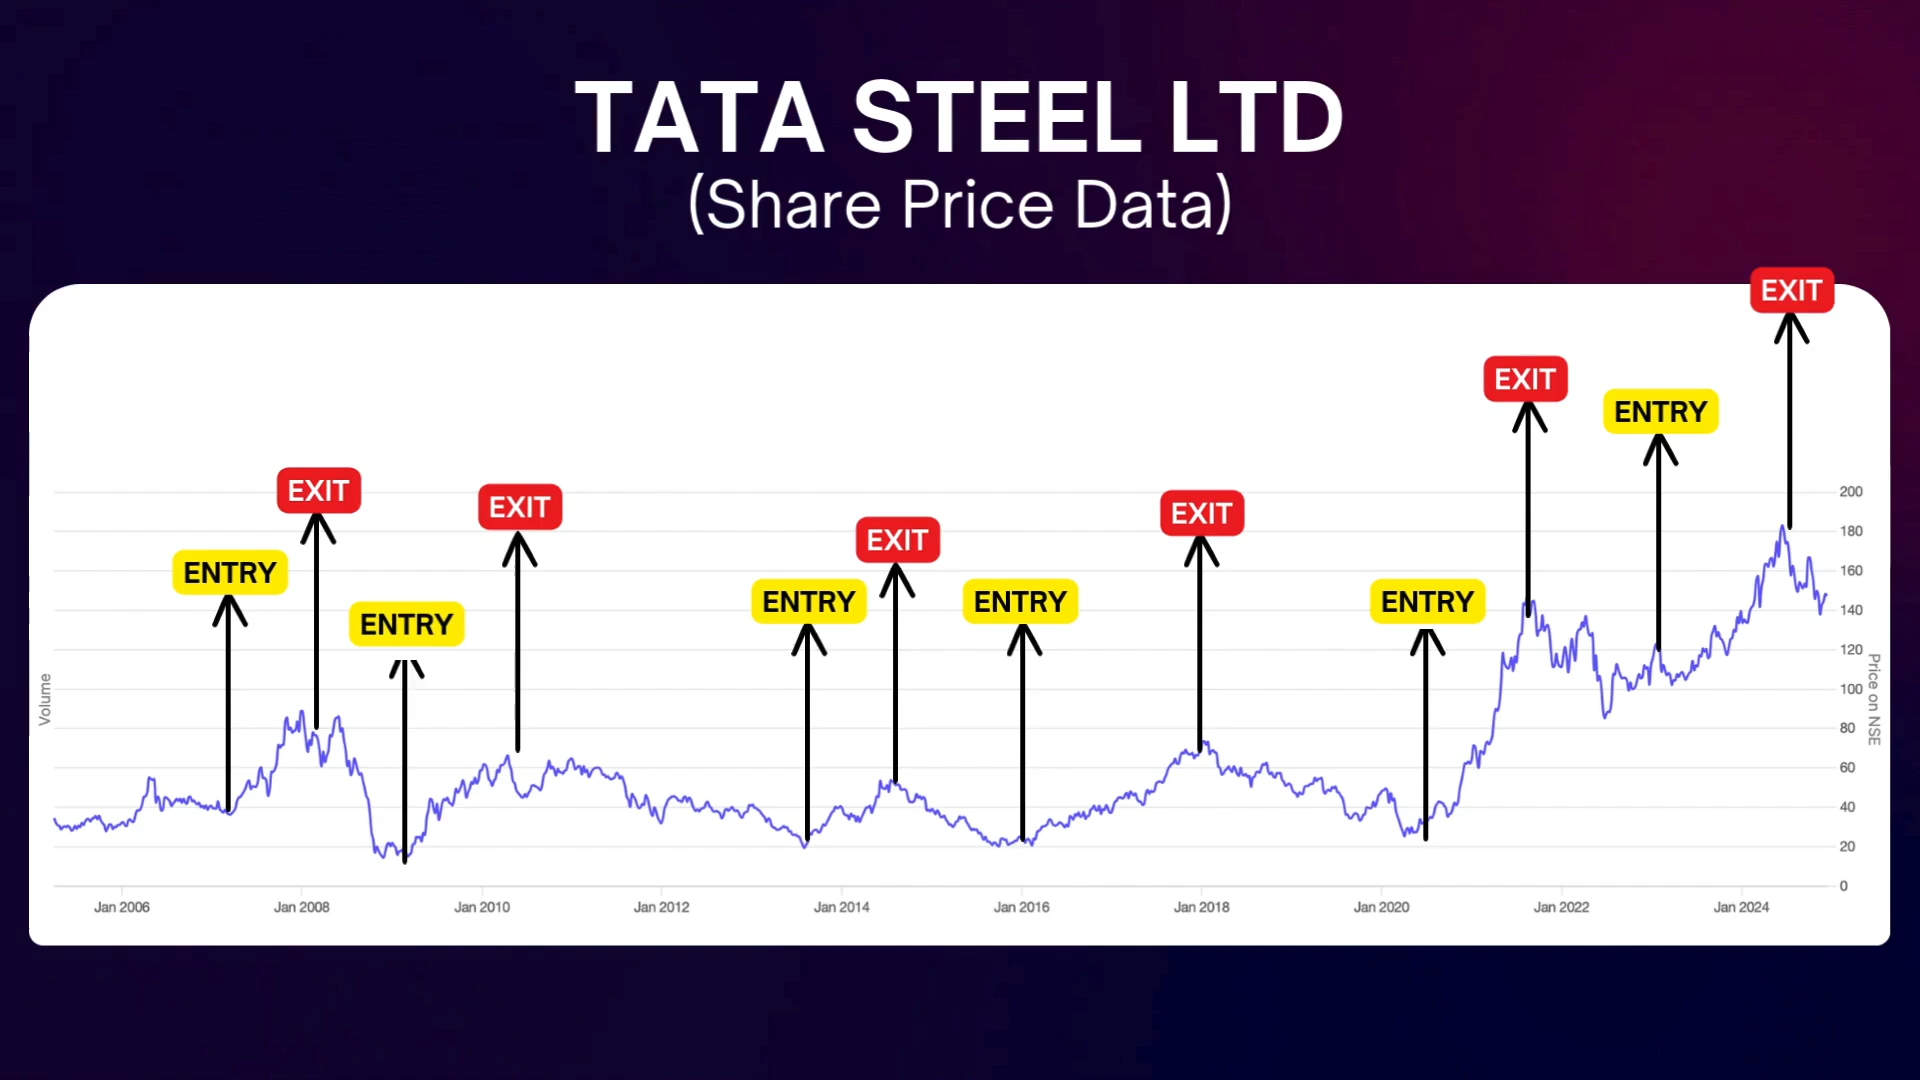 TATA STEEL LTD
(Share Price Data)
EXIT
EXIT
ENTRY
EXIT
EXIT
EXIT
EXIT
ENTRY
ENTRY
ENTRY
ENTRY
ENTRY
200
180
160
140
120
100
80
60
40
20
0
Volume
Price on NSE
Jan 2006
Jan 2008
Jan 2010
Jan 2012
Jan 2014
Jan 2016
Jan 2018
Jan 2020
Jan 2022
Jan 2024